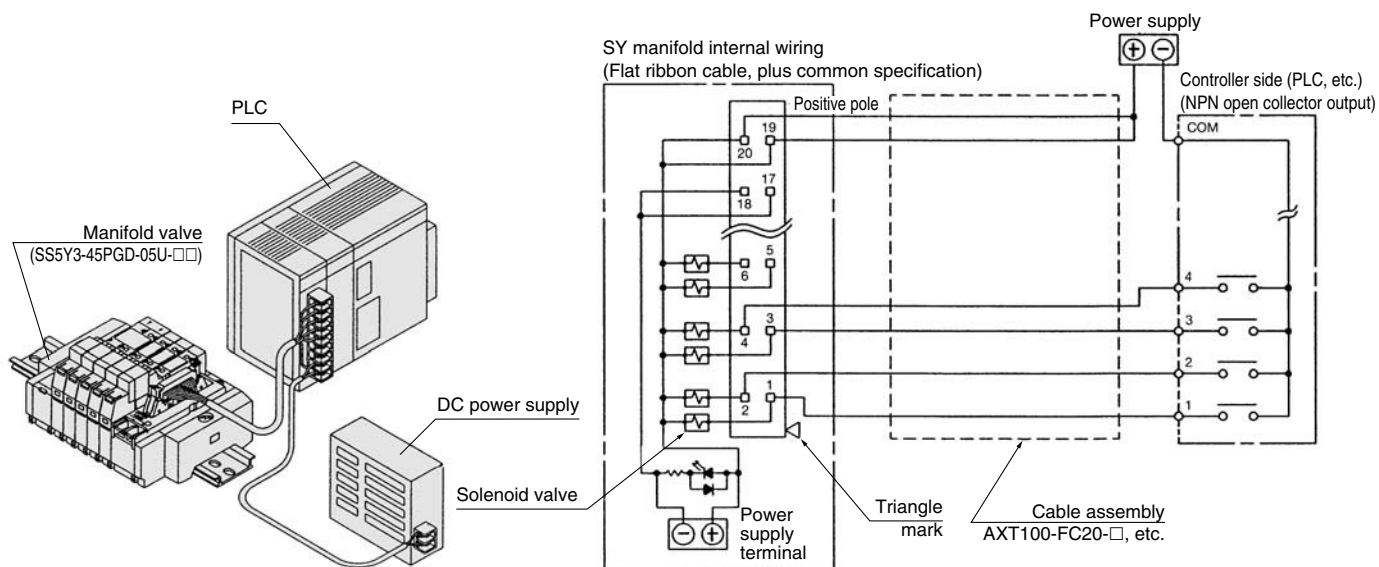 PLC
Manifold valve
(SS5Y3-45PGD-05U-□□)
DC power supply
Solenoid valve
SY manifold internal wiring
(Flat ribbon cable, plus common specification)
Positive pole
20
19
18
17
6
5
4
3
2
1
Power
supply
terminal
Triangle
mark
Cable assembly
AXT100-FC20-□, etc.
Power supply
+ −
Controller side (PLC, etc.)
(NPN open collector output)
COM
4
3
2
1
− +